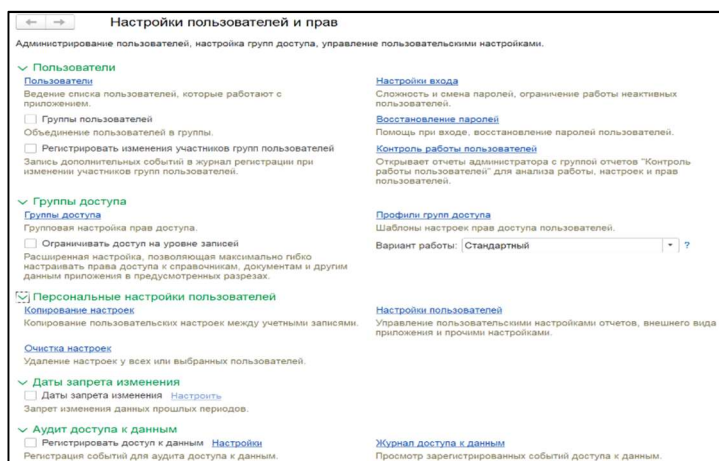 Настройки пользователей и прав
Администрирование пользователей, настройка групп доступа, управление пользовательскими настройками.
Пользователи
Пользователи
Ведение списка пользователей, которые работают с
приложением.
Группы пользователей
Объединение пользователей в группы.
Регистрировать изменения участников групп пользователей
Запись дополнительных событий в журнал регистрации при
изменении участников групп пользователей.
Настройки входа
Сложность и смена паролей, ограничение работы неактивных
пользователей.
Восстановление паролей
Помощь при входе, восстановление паролей пользователей.
Контроль работы пользователей
Открывает отчеты администратора с группой отчетов "Контроль
работы пользователей" для анализа работы, настроек и прав
пользователей.
Группы доступа
Группы доступа
Групповая настройка прав доступа.
Ограничивать доступ на уровне записей
Расширенная настройка, позволяющая максимально гибко
настраивать права доступа к справочникам, документам и другим
данным приложения в предусмотренных разрезах.
Профили групп доступа
Шаблоны настроек прав доступа пользователей.
Вариант работы: Стандартный ?
Персональные настройки пользователей
Копирование настроек
Копирование пользовательских настроек между учетными записями.
Очистка настроек
Удаление настроек у всех или выбранных пользователей.
Настройки пользователей
Управление пользовательскими настройками отчетов, внешнего вида
приложения и прочими настройками.
Даты запрета изменения
Даты запрета изменения Настроить
Запрет изменения данных прошлых периодов.
Аудит доступа к данным
Регистрировать доступ к данным Настройки
Регистрация событий для аудита доступа к данным.
Журнал доступа к данным
Просмотр зарегистрированных событий доступа к данным.